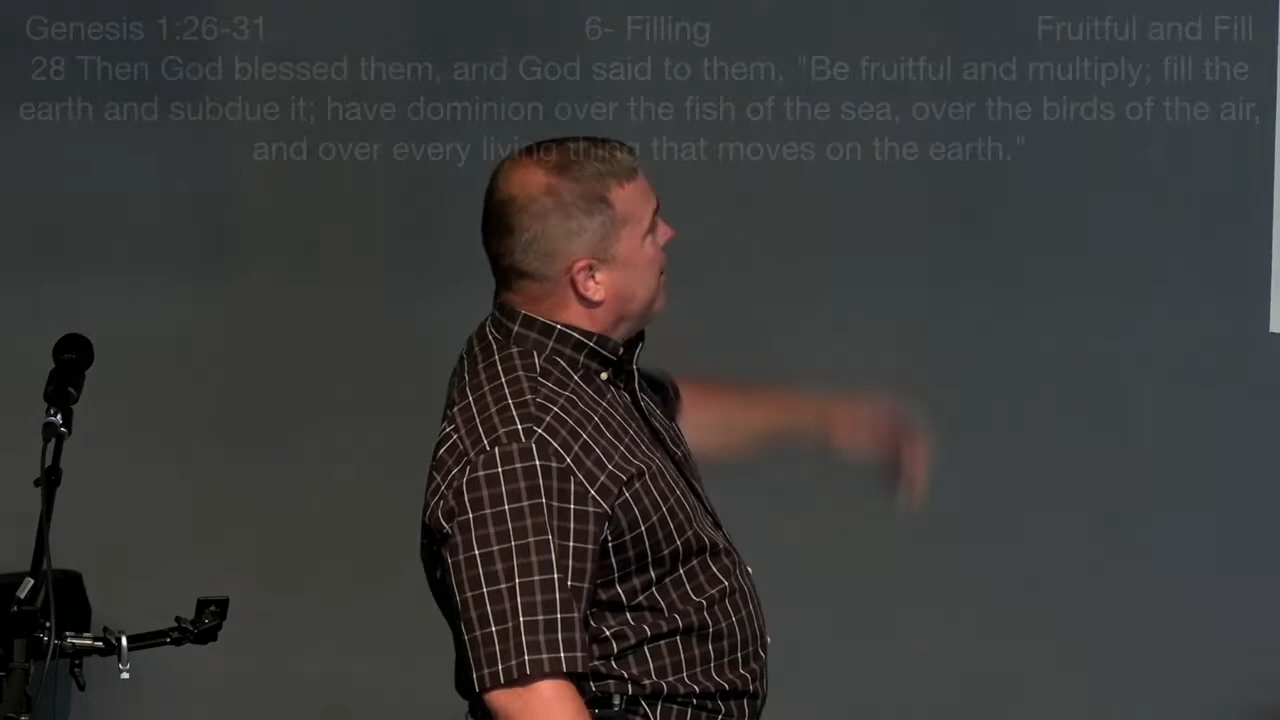 Genesis 1:26-31 6- Filling Fruitful and Fill
28 Then God blessed them, and God said to them, "Be fruitful and multiply; fill the
earth and subdue it; have dominion over the fish of the sea, over the birds of the air,
and over every living thing that moves on the earth."